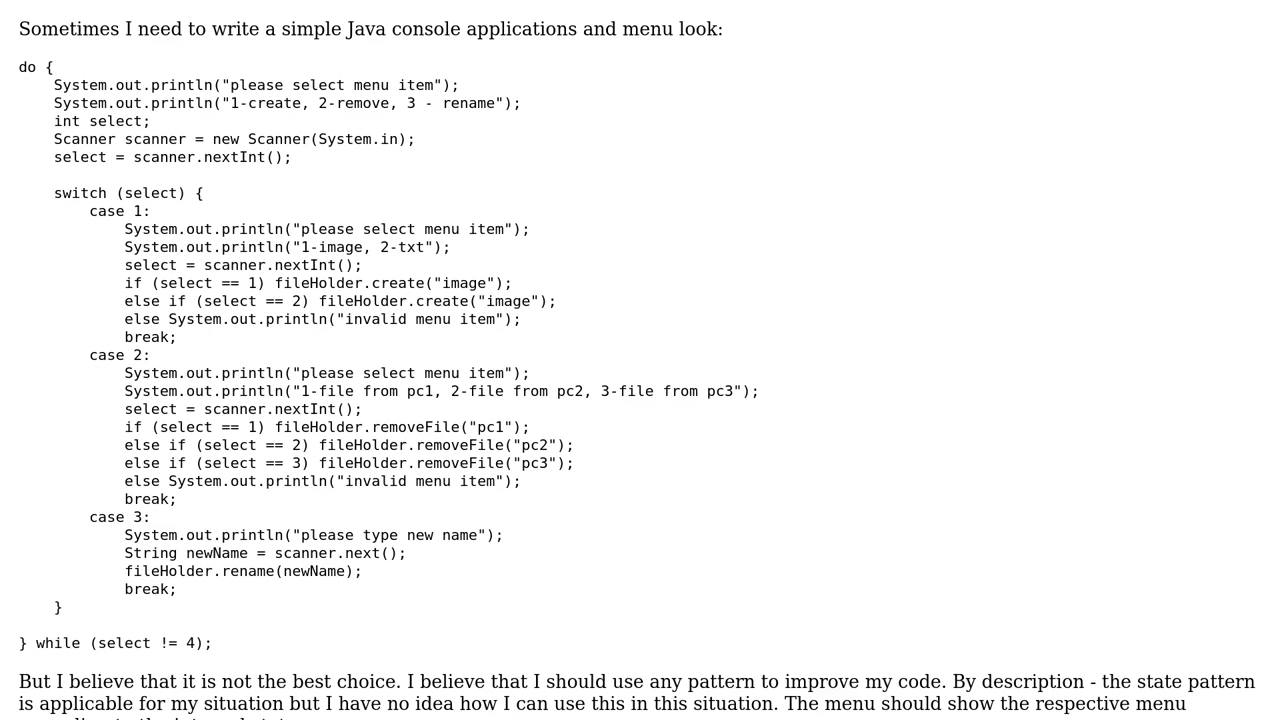 Sometimes I need to write a simple Java console applications and menu look:
do {
    System.out.println("please select menu item");
    System.out.println("1-create, 2-remove, 3 - rename");
    int select;
    Scanner scanner = new Scanner(System.in);
    select = scanner.nextInt();
    switch (select) {
        case 1:
            System.out.println("please select menu item");
            System.out.println("1-image, 2-txt");
            select = scanner.nextInt();
            if (select == 1) fileHolder.create("image");
            else if (select == 2) fileHolder.create("image");
            else System.out.println("invalid menu item");
            break;
        case 2:
            System.out.println("please select menu item");
            System.out.println("1-file from pc1, 2-file from pc2, 3-file from pc3");
            select = scanner.nextInt();
            if (select == 1) fileHolder.removeFile("pc1");
            else if (select == 2) fileHolder.removeFile("pc2");
            else if (select == 3) fileHolder.removeFile("pc3");
            else System.out.println("invalid menu item");
            break;
        case 3:
            System.out.println("please type new name");
            String newName = scanner.next();
            fileHolder.rename(newName);
            break;
    }
} while (select != 4);
But I believe that it is not the best choice. I believe that I should use any pattern to improve my code. By description - the state pattern
is applicable for my situation but I have no idea how I can use this in this situation. The menu should show the respective menu